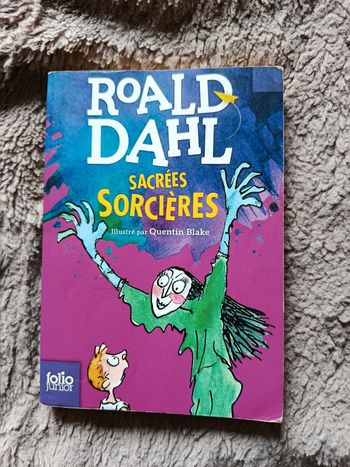 ROALD
DAHL
SACRÉES
SORCIÈRES
Illustré par Quentin Blake
folio
junior